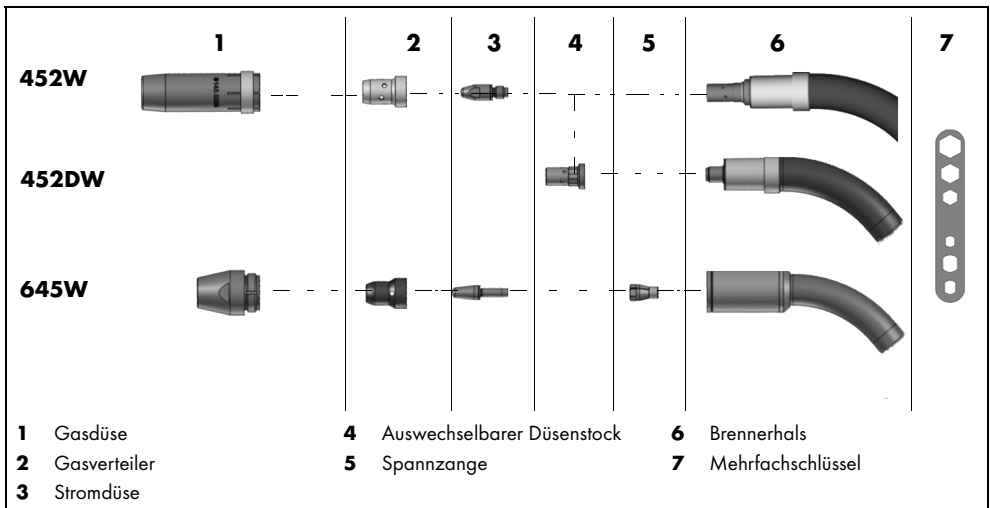 1 2 3 4 5 6 7
452W
452DW
645W
1 Gasdüse
2 Gasverteiler
3 Stromdüse
4 Auswechselbarer Düsenstock
5 Spannzange
6 Brennerhals
7 Mehrfachschlüssel